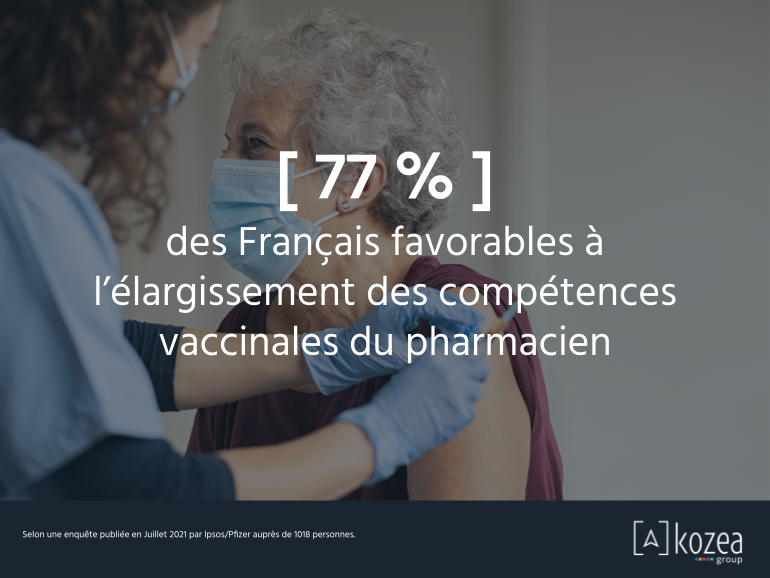 [ 77 % ]
des Français favorables à
l’élargissement des compétences
vaccinales du pharmacien
Selon une enquête publiée en Juillet 2021 par Ipsos/Pfizer auprès de 1018 personnes.
[A] kozea
group